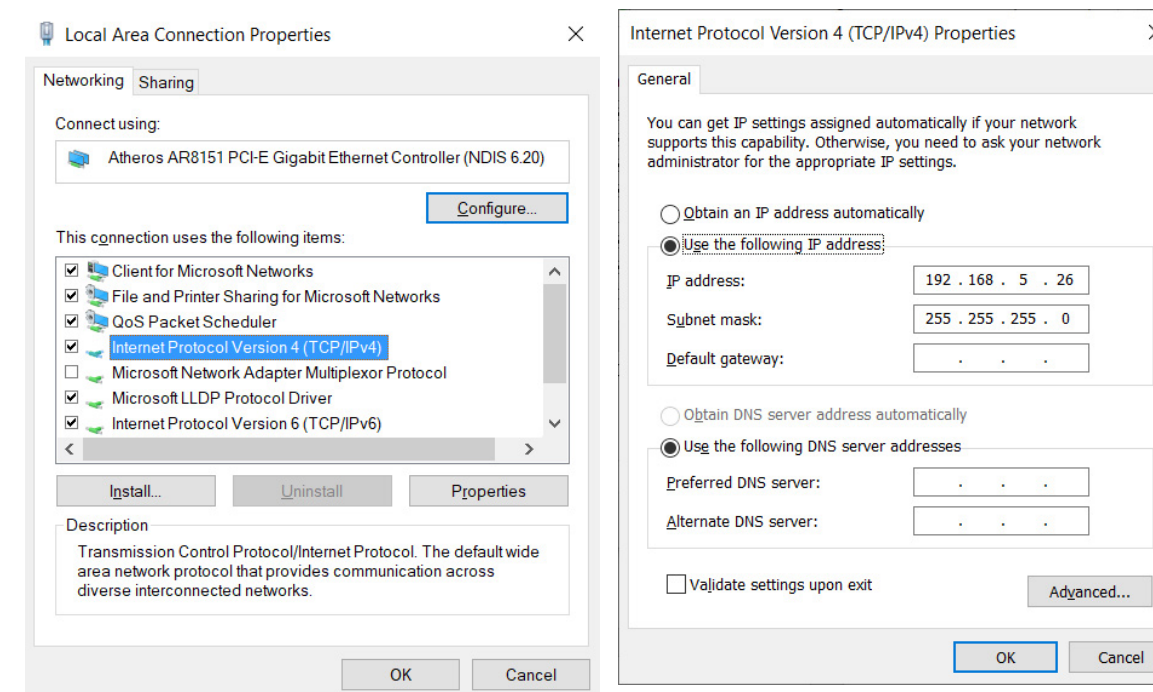 Local Area Connection Properties
Networking
Sharing
Connect using:
Atheros AR8151 PCI-E Gigabit Ethernet Controller (NDIS 6.20)
Configure...
This connection uses the following items:
Client for Microsoft Networks
File and Printer Sharing for Microsoft Networks
QoS Packet Scheduler
Internet Protocol Version 4 (TCP/IPv4)
Microsoft Network Adapter Multiplexor Protocol
Microsoft LLDP Protocol Driver
Internet Protocol Version 6 (TCP/IPv6)
Install...
Uninstall
Properties
Description
Transmission Control Protocol/Internet Protocol. The default wide
area network protocol that provides communication across
diverse interconnected networks.
OK
Cancel
Internet Protocol Version 4 (TCP/IPv4) Properties
General
You can get IP settings assigned automatically if your network
supports this capability. Otherwise, you need to ask your network
administrator for the appropriate IP settings.
Obtain an IP address automatically
Use the following IP address
IP address:
192 . 168 . 5 . 26
Subnet mask:
255 . 255 . 255 . 0
Default gateway:
. . .
Obtain DNS server address automatically
Use the following DNS server addresses
Preferred DNS server:
. . .
Alternate DNS server:
. . .
Validate settings upon exit
Advanced...
OK
Cancel